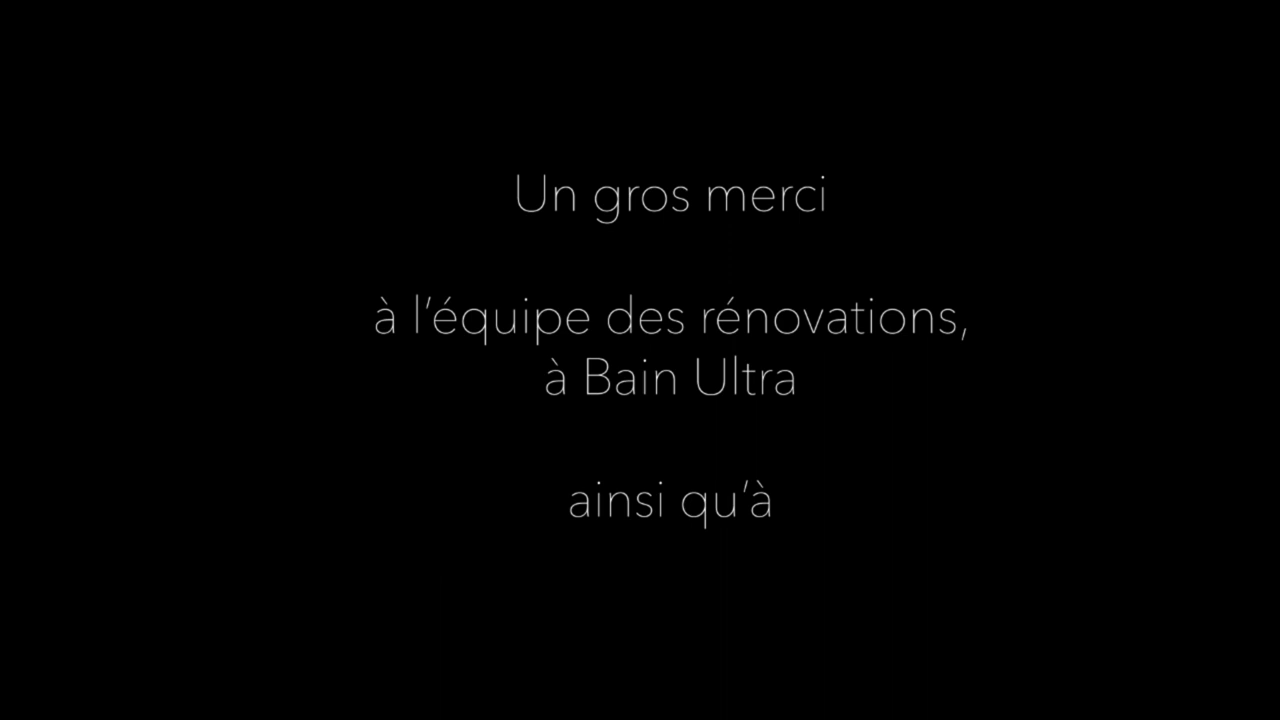 Un gros merci
à l’équipe des rénovations,
à Bain Ultra
ainsi qu’à